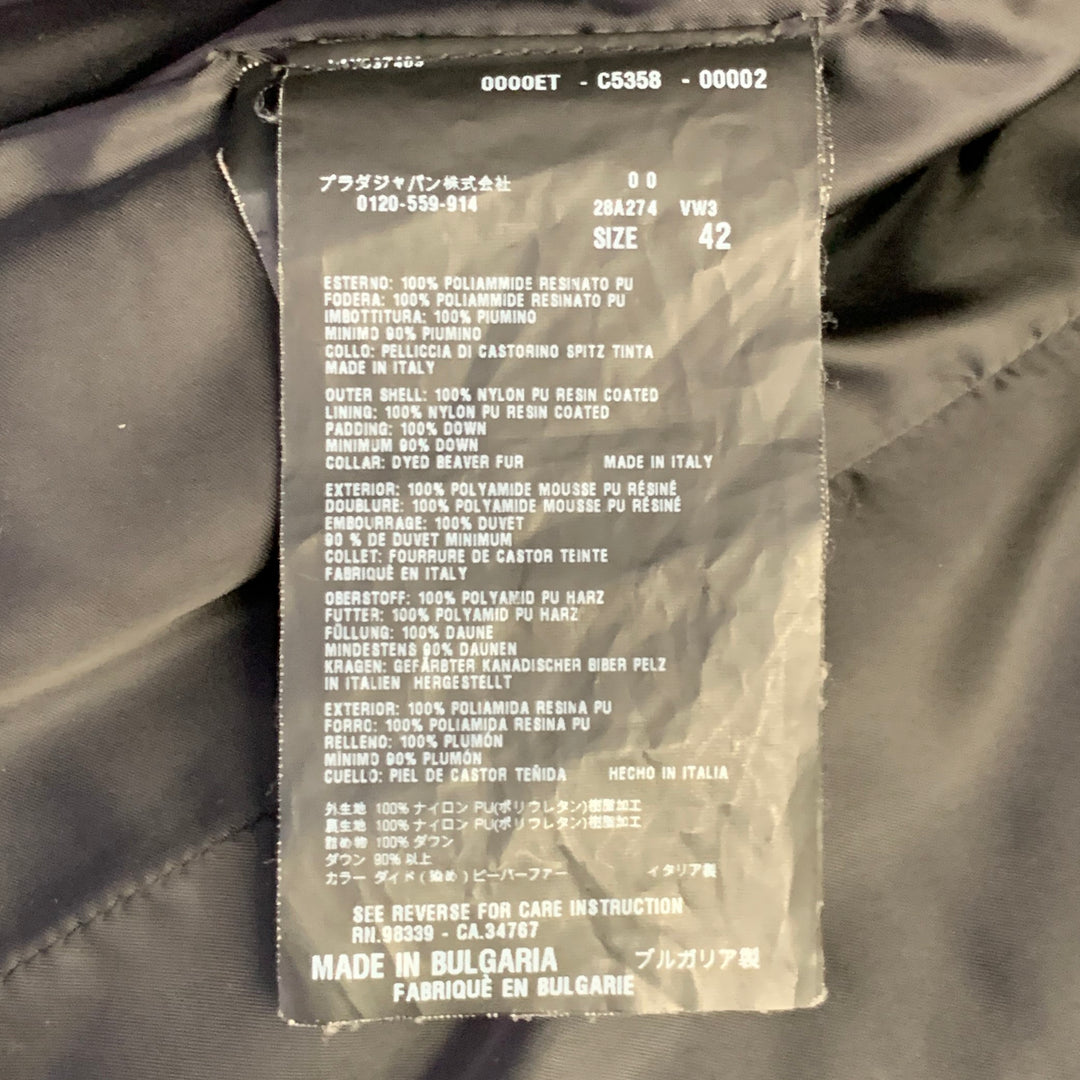 0000ET - C5358 - 00002
プラダジャパン株式会社 0 0
0120-559-914 28A274 VW3
SIZE 42
ESTERNO: 100% POLIAMMIDE RESINATO PU
FODERA: 100% POLIAMMIDE RESINATO PU
IMBOTTITURA: 100% PIUMINO
MINIMO 90% PIUMINO
COLLO: PELLICCIA DI CASTORINO SPITZ TINTA
MADE IN ITALY
OUTER SHELL: 100% NYLON PU RESIN COATED
LINING: 100% NYLON PU RESIN COATED
PADDING: 100% DOWN
MINIMUM 90% DOWN
COLLAR: DYED BEAVER FUR MADE IN ITALY
EXTERIOR: 100% POLYAMIDE MOUSSE PU RÉSINÉ
DOUBLURE: 100% POLYAMIDE MOUSSE PU RÉSINÉ
EMBOURRAGE: 100% DUVET
90 % DE DUVET MINIMUM
COLLET: FOURRURE DE CASTOR TEINTE
FABRIQUÈ EN ITALY
OBERSTOFF: 100% POLYAMID PU HARZ
FUTTER: 100% POLYAMID PU HARZ
FÜLLUNG: 100% DAUNE
MINDESTENS 90% DAUNEN
KRAGEN: GEFÄRBTER KANADISCHER BIBER PELZ
IN ITALIEN HERGESTELLT
EXTERIOR: 100% POLIAMIDA RESINA PU
FORRO: 100% POLIAMIDA RESINA PU
RELLENO: 100% PLUMÓN
MÍNIMO 90% PLUMÓN
CUELLO: PIEL DE CASTOR TEÑIDA HECHO IN ITALIA
外生地 100% ナイロン PU(ポリウレタン)樹脂加工
裏生地 100% ナイロン PU(ポリウレタン)樹脂加工
詰め物 100% ダウン
ダウン 90% 以上
カラー ダイド(染め)ビーバーファー イタリア製
SEE REVERSE FOR CARE INSTRUCTION
RN.98339 - CA.34767
MADE IN BULGARIA ブルガリア製
FABRIQUÈ EN BULGARIE